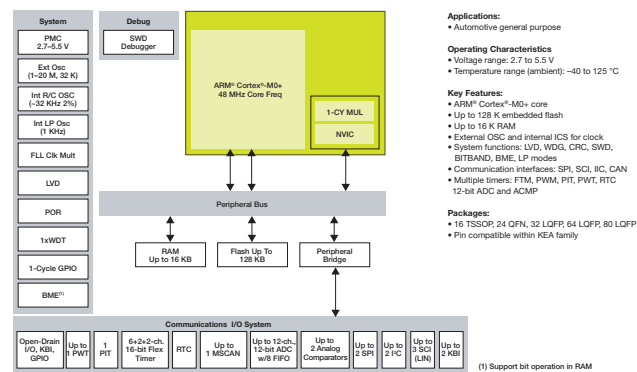 System
PMC
2.7–5.5 V
Ext Osc
(1–20 M, 32 K)
Int R/C OSC
(~32 KHz 2%)
Int LP Osc
(1 KHz)
FLL Clk Mult
LVD
POR
1xWDT
1-Cycle GPIO
BME(1)
Debug
SWD
Debugger
ARM® Cortex®-M0+
48 MHz Core Freq
1-CY MUL
NVIC
Peripheral Bus
RAM
Up to 16 KB
Flash Up To
128 KB
Peripheral
Bridge
Communications I/O System
Open-Drain
I/O, KBI,
GPIO
Up to
1 PWT
1
PIT
6+2+2-ch.
16-bit Flex
Timer
RTC
Up to
1 MSCAN
Up to 12-ch.,
12-bit ADC
w/8 FIFO
Up to
2 Analog
Comparators
Up to
2 SPI
Up to
2 I²C
Up to
3 SCI
(LIN)
Up to
2 KBI
Applications:
• Automotive general purpose
Operating Characteristics
• Voltage range: 2.7 to 5.5 V
• Temperature range (ambient): –40 to 125 °C
Key Features:
• ARM® Cortex®-M0+ core
• Up to 128 K embedded flash
• Up to 16 K RAM
• External OSC and internal ICS for clock
• System functions: LVD, WDG, CRC, SWD,
BITBAND, BME, LP modes
• Communication interfaces: SPI, SCI, IIC, CAN
• Multiple timers: FTM, PWM, PIT, PWT, RTC
12-bit ADC and ACMP
Packages:
• 16 TSSOP, 24 QFN, 32 LQFP, 64 LQFP, 80 LQFP
• Pin compatible within KEA family
(1) Support bit operation in RAM